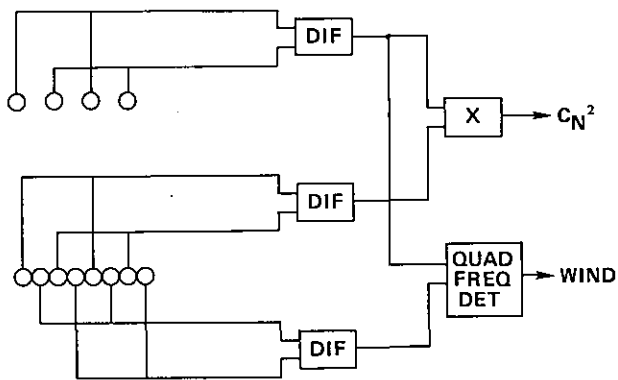 DIF
X
C_N²
DIF
QUAD
FREQ
DET
WIND
DIF